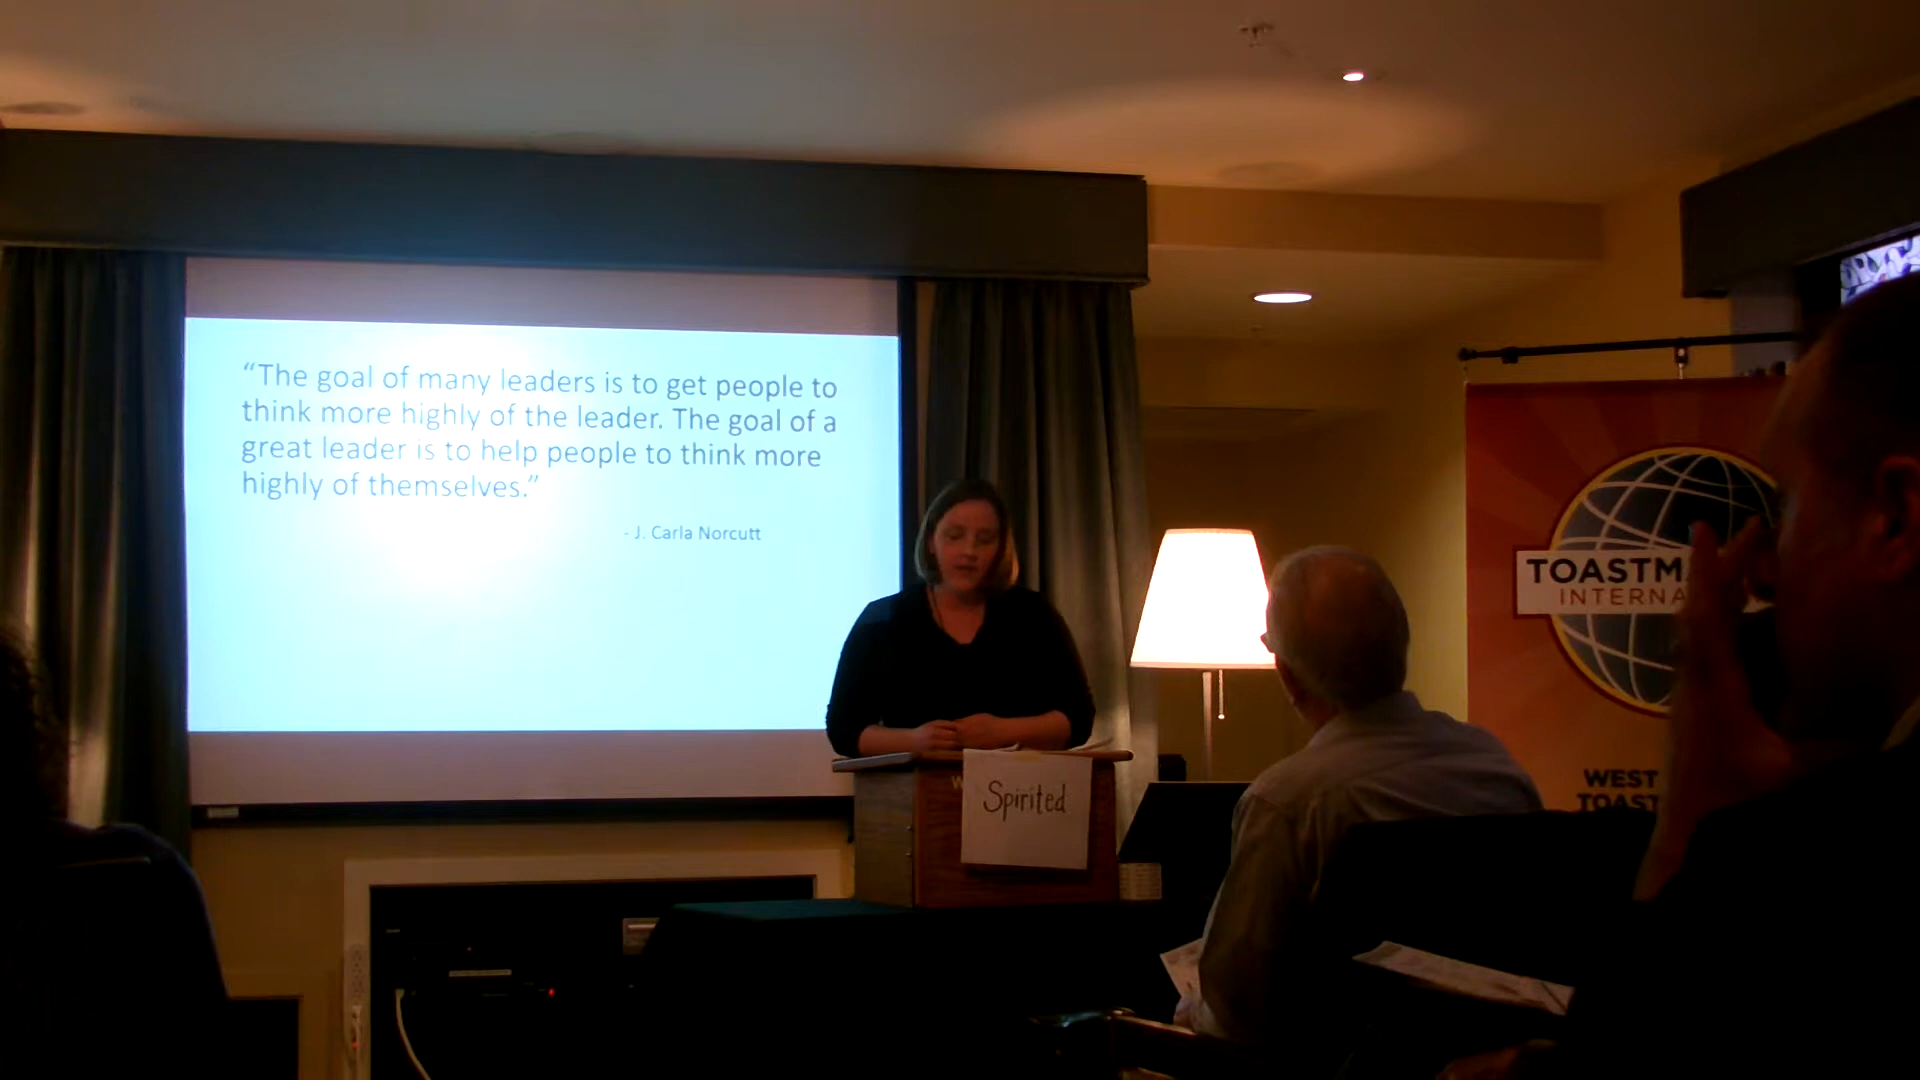 “The goal of many leaders is to get people to
think more highly of the leader. The goal of a
great leader is to help people to think more
highly of themselves.”
- J. Carla Norcutt
Spirited
TOASTM
INTERNA
WEST
TOAST